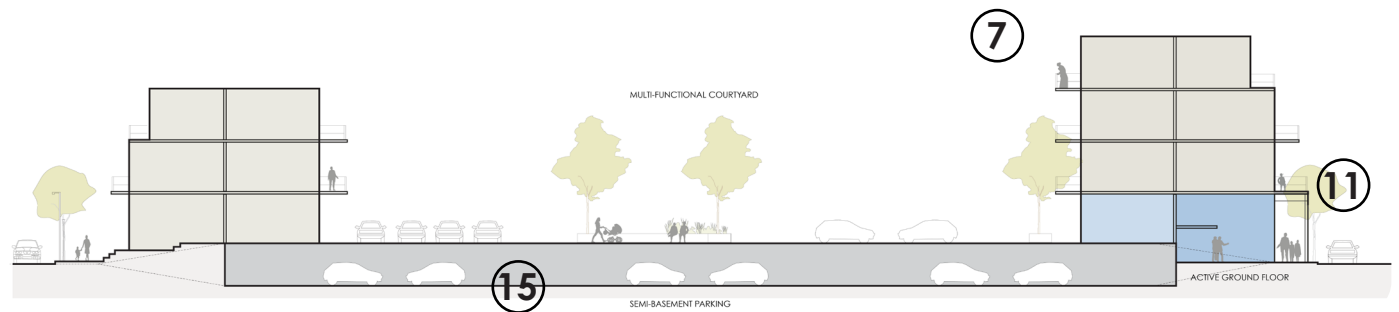 7
MULTI-FUNCTIONAL COURTYARD
11
ACTIVE GROUND FLOOR
15
SEMI-BASEMENT PARKING